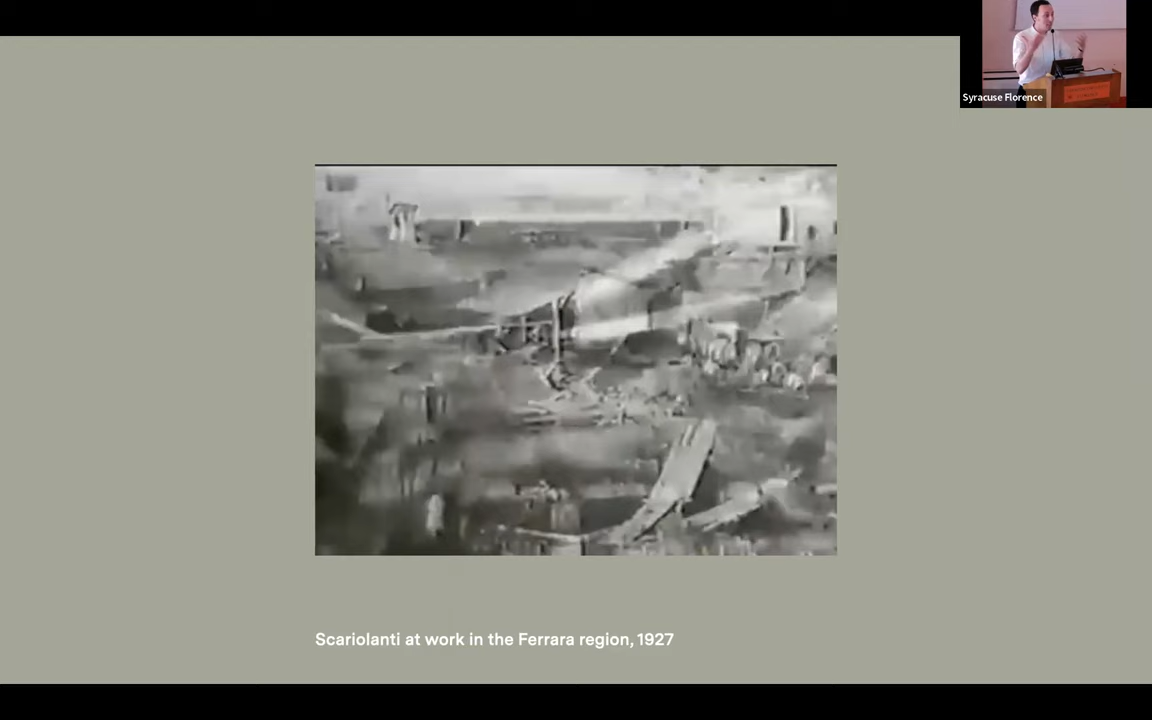 Syracuse Florence
Scariolanti at work in the Ferrara region, 1927